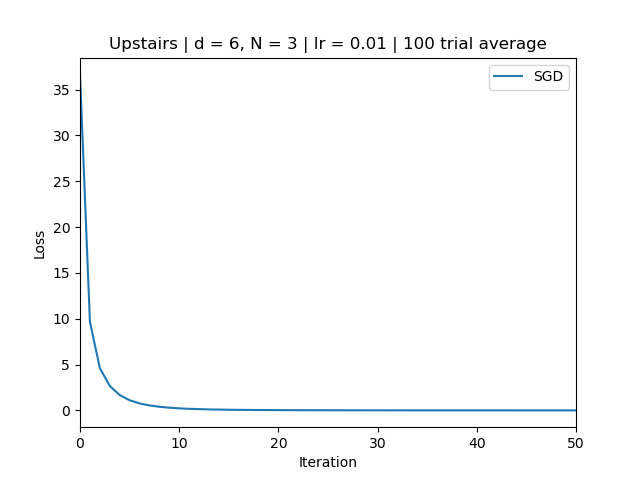 Upstairs | d = 6, N = 3 | lr = 0.01 | 100 trial average
SGD
35
30
25
20
15
10
5
0
Loss
0 10 20 30 40 50
Iteration